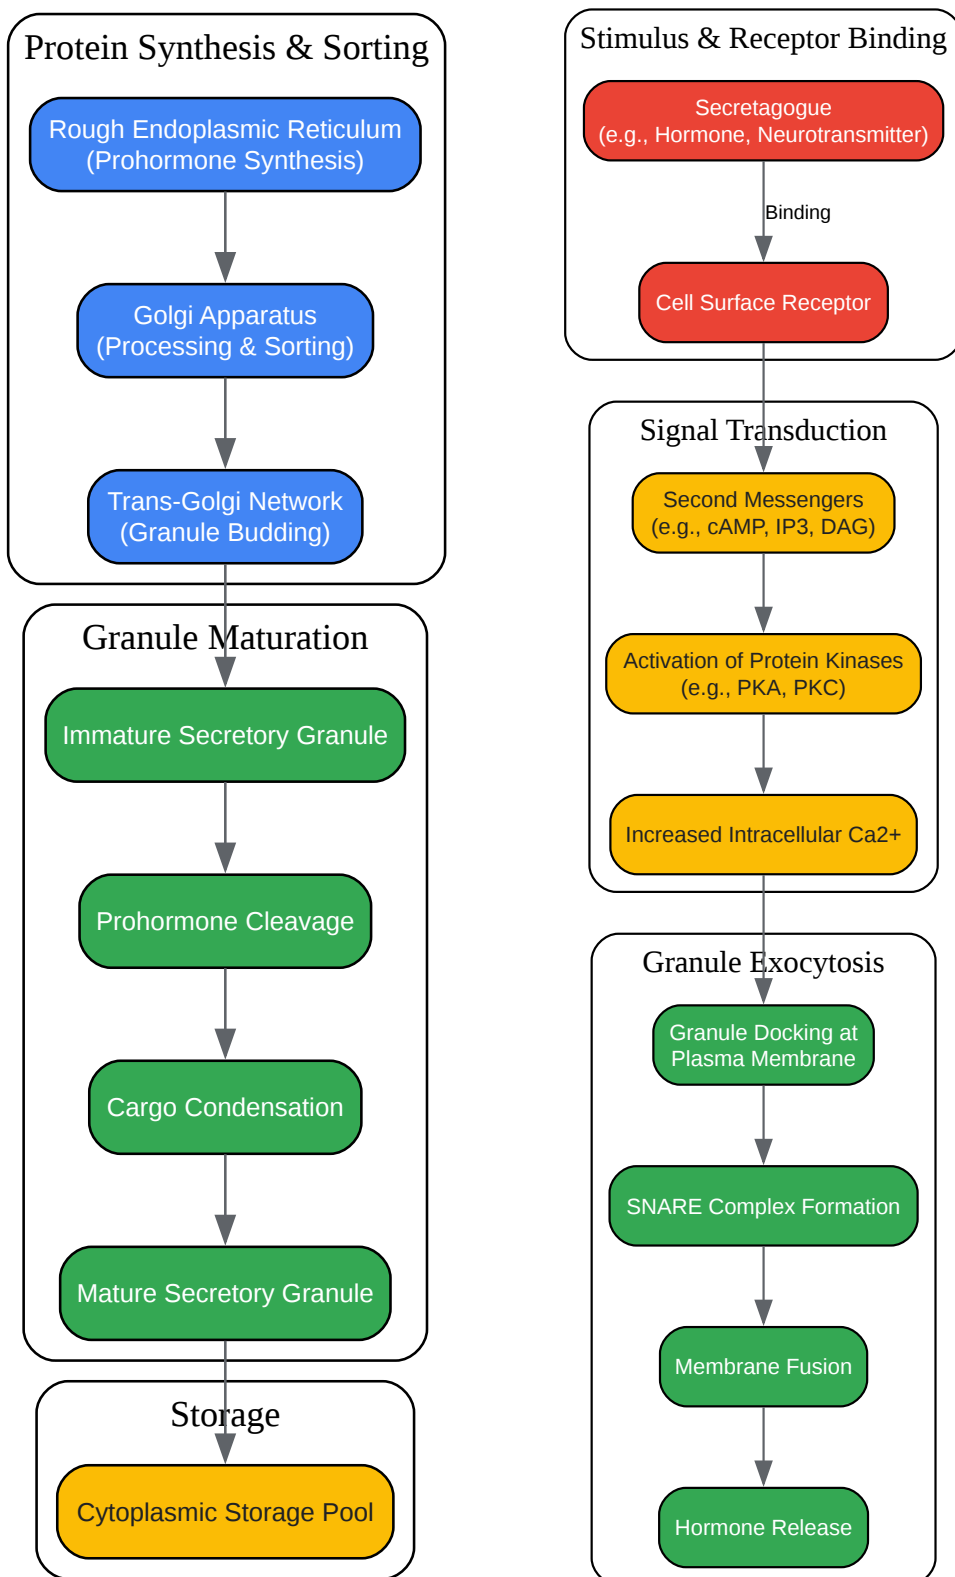 Protein Synthesis & Sorting
Rough Endoplasmic Reticulum
(Prohormone Synthesis)
Golgi Apparatus
(Processing & Sorting)
Trans-Golgi Network
(Granule Budding)
Granule Maturation
Immature Secretory Granule
Prohormone Cleavage
Cargo Condensation
Mature Secretory Granule
Storage
Cytoplasmic Storage Pool
Stimulus & Receptor Binding
Secretagogue
(e.g., Hormone, Neurotransmitter)
Binding
Cell Surface Receptor
Signal Transduction
Second Messengers
(e.g., cAMP, IP3, DAG)
Activation of Protein Kinases
(e.g., PKA, PKC)
Increased Intracellular Ca2+
Granule Exocytosis
Granule Docking at
Plasma Membrane
SNARE Complex Formation
Membrane Fusion
Hormone Release